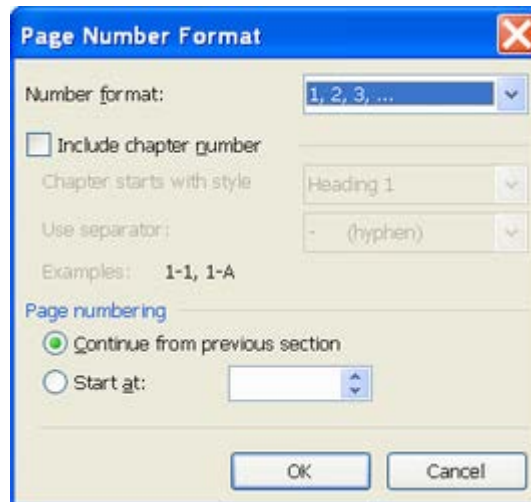 Page Number Format
Number format: 1, 2, 3, ...
Include chapter number
Chapter starts with style Heading 1
Use separator: - (hyphen)
Examples: 1-1, 1-A
Page numbering
Continue from previous section
Start at:
OK Cancel